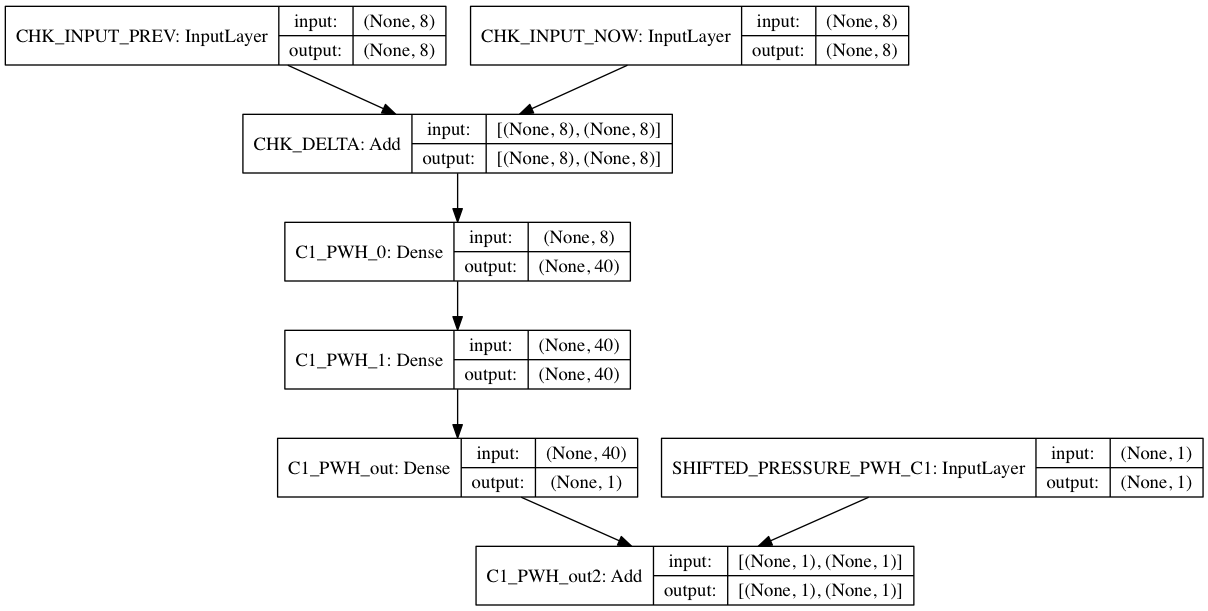 CHK_INPUT_PREV: InputLayer
input: (None, 8)
output: (None, 8)
CHK_INPUT_NOW: InputLayer
input: (None, 8)
output: (None, 8)
CHK_DELTA: Add
input: [(None, 8), (None, 8)]
output: [(None, 8), (None, 8)]
C1_PWH_0: Dense
input: (None, 8)
output: (None, 40)
C1_PWH_1: Dense
input: (None, 40)
output: (None, 40)
C1_PWH_out: Dense
input: (None, 40)
output: (None, 1)
SHIFTED_PRESSURE_PWH_C1: InputLayer
input: (None, 1)
output: (None, 1)
C1_PWH_out2: Add
input: [(None, 1), (None, 1)]
output: [(None, 1), (None, 1)]